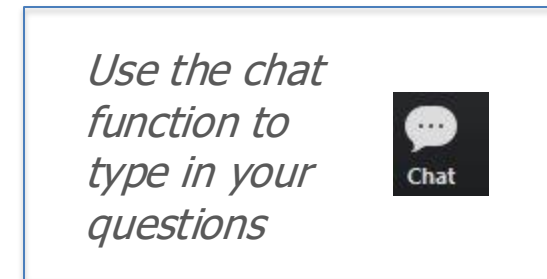 Use the chat
function to
type in your
questions
Chat